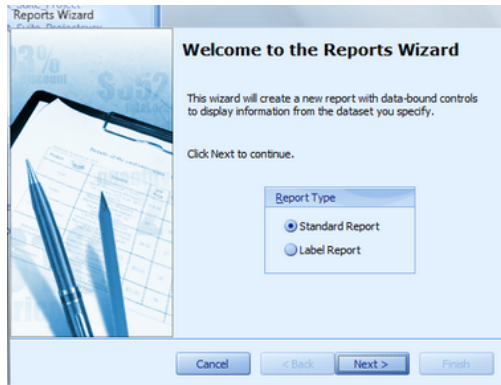 Reports Wizard
Welcome to the Reports Wizard
This wizard will create a new report with data-bound controls
to display information from the dataset you specify.
Click Next to continue.
Report Type
Standard Report
Label Report
Cancel
< Back
Next >
Finish